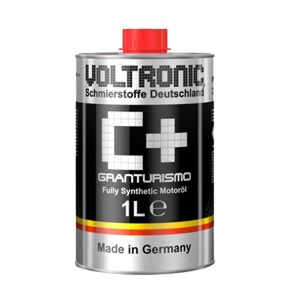 VOLTRONIC
Schmierstoffe Deutschland
C+
GRANTURISMO
Fully Synthetic Motoröl
1L ℮
Made in Germany